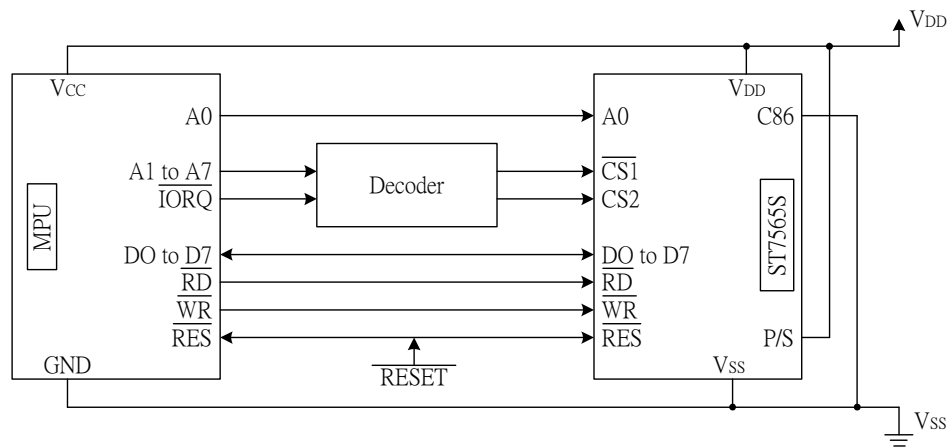 VDD
VCC
VDD
A0
A0
C86
A1 to A7
Decoder
CS1
IORQ
CS2
MPU
ST7565S
DO to D7
DO to D7
RD
RD
WR
WR
RES
RES
P/S
GND
RESET
VSS
VSS